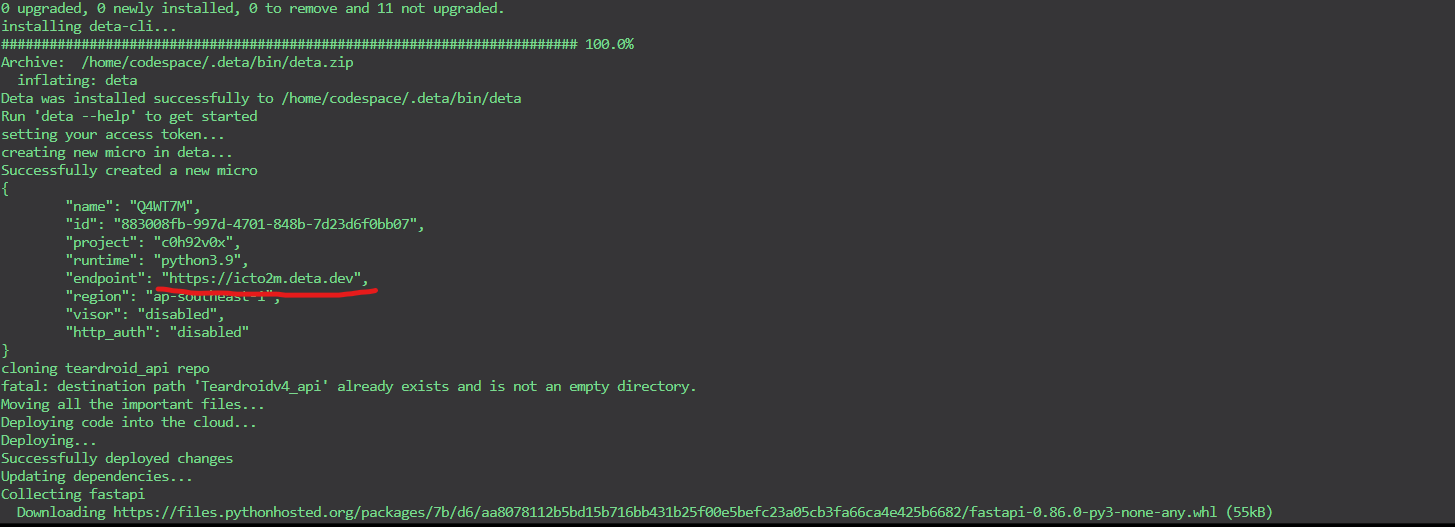 0 upgraded, 0 newly installed, 0 to remove and 11 not upgraded.
installing deta-cli...
######################################################################## 100.0%
Archive:  /home/codespace/.deta/bin/deta.zip
  inflating: deta
Deta was installed successfully to /home/codespace/.deta/bin/deta
Run 'deta --help' to get started
setting your access token...
creating new micro in deta...
Successfully created a new micro
{
        "name": "Q4WT7M",
        "id": "883008fb-997d-4701-848b-7d23d6f0bb07",
        "project": "c0h92v0x",
        "runtime": "python3.9",
        "endpoint": "https://icto2m.deta.dev",
        "region": "ap-southeast-1",
        "visor": "disabled",
        "http_auth": "disabled"
}
cloning teardroid_api repo
fatal: destination path 'Teardroidv4_api' already exists and is not an empty directory.
Moving all the important files...
Deploying code into the cloud...
Deploying...
Successfully deployed changes
Updating dependencies...
Collecting fastapi
  Downloading https://files.pythonhosted.org/packages/7b/d6/aa8078112b5bd15b716bb431b25f00e5befc23a05cb3fa66ca4e425b6682/fastapi-0.86.0-py3-none-any.whl (55kB)